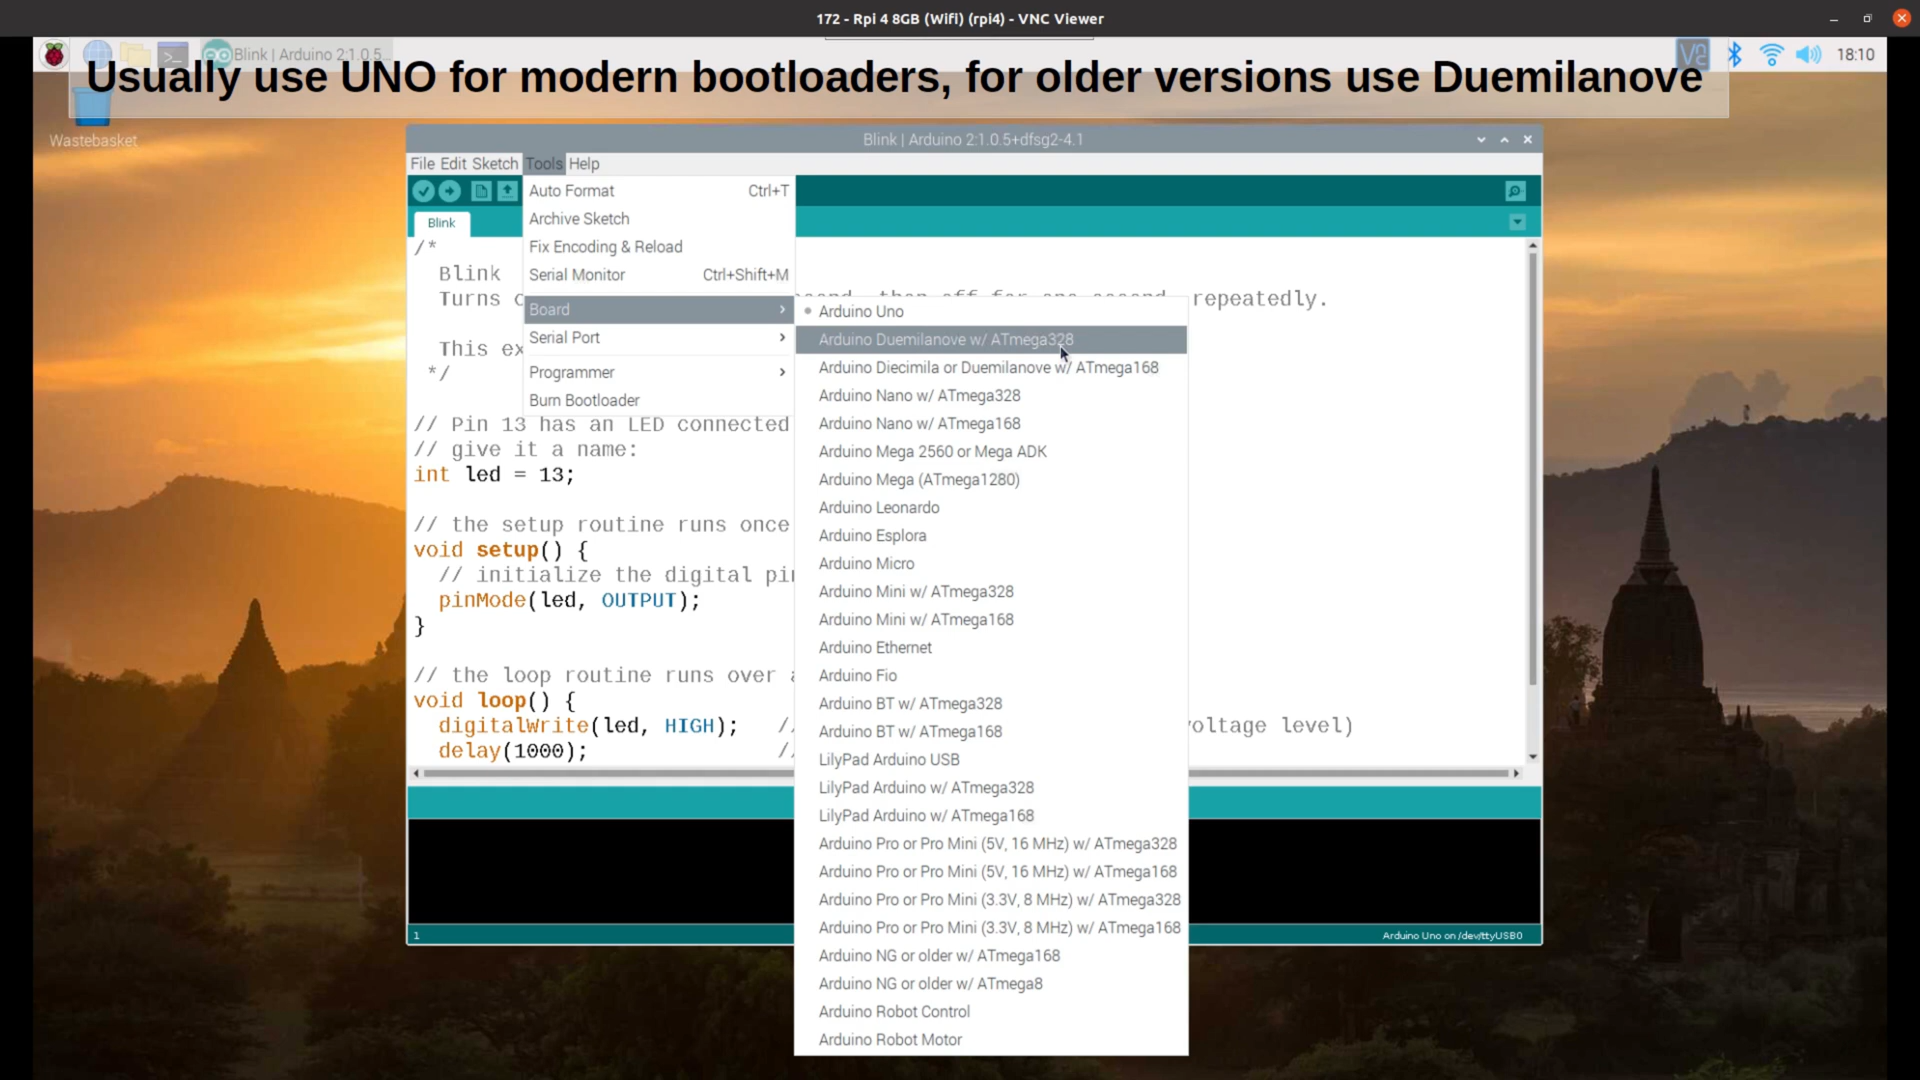 172 - Rpi 4 8GB (Wifi) (rpi4) - VNC Viewer
Blink | Arduino 2:1.0.5...
18:10
Usually use UNO for modern bootloaders, for older versions use Duemilanove
Wastebasket
Blink | Arduino 2:1.0.5+dfsg2-4.1
File Edit Sketch Tools Help
Auto Format Ctrl+T
Archive Sketch
Fix Encoding & Reload
Serial Monitor Ctrl+Shift+M
Board
Serial Port
Programmer
Burn Bootloader
Arduino Uno
Arduino Duemilanove w/ ATmega328
Arduino Diecimila or Duemilanove w/ ATmega168
Arduino Nano w/ ATmega328
Arduino Nano w/ ATmega168
Arduino Mega 2560 or Mega ADK
Arduino Mega (ATmega1280)
Arduino Leonardo
Arduino Esplora
Arduino Micro
Arduino Mini w/ ATmega328
Arduino Mini w/ ATmega168
Arduino Ethernet
Arduino Fio
Arduino BT w/ ATmega328
Arduino BT w/ ATmega168
LilyPad Arduino USB
LilyPad Arduino w/ ATmega328
LilyPad Arduino w/ ATmega168
Arduino Pro or Pro Mini (5V, 16 MHz) w/ ATmega328
Arduino Pro or Pro Mini (5V, 16 MHz) w/ ATmega168
Arduino Pro or Pro Mini (3.3V, 8 MHz) w/ ATmega328
Arduino Pro or Pro Mini (3.3V, 8 MHz) w/ ATmega168
Arduino NG or older w/ ATmega168
Arduino NG or older w/ ATmega8
Arduino Robot Control
Arduino Robot Motor
Blink
/*
Blink
Turns repeatedly.
This
*/
// Pin 13 has an LED connected
// give it a name:
int led = 13;
// the setup routine runs once
void setup() {
// initialize the digital
pinMode(led, OUTPUT);
}
// the loop routine runs over
void loop() {
digitalWrite(led, HIGH); // oltage level)
delay(1000); //
1
Arduino Uno on /dev/ttyUSB0